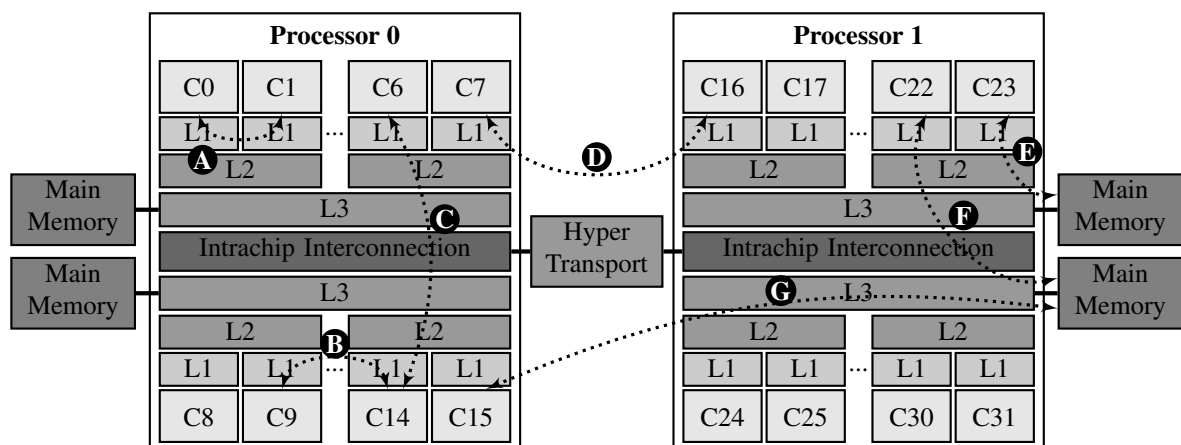 Processor 0
Processor 1
C0 C1 C6 C7
C16 C17 C22 C23
L1 L1 ... L1 L1
L1 L1 ... L1 L1
A
D
E
L2 L2
L2 L2
Main
Memory
Main
Memory
L3
C
L3
F
Intrachip Interconnection
Hyper
Transport
Intrachip Interconnection
Main
Memory
Main
Memory
L3
G
L3
L2 L2
B
L2 L2
L1 L1 ... L1 L1
L1 L1 ... L1 L1
C8 C9 C14 C15
C24 C25 C30 C31